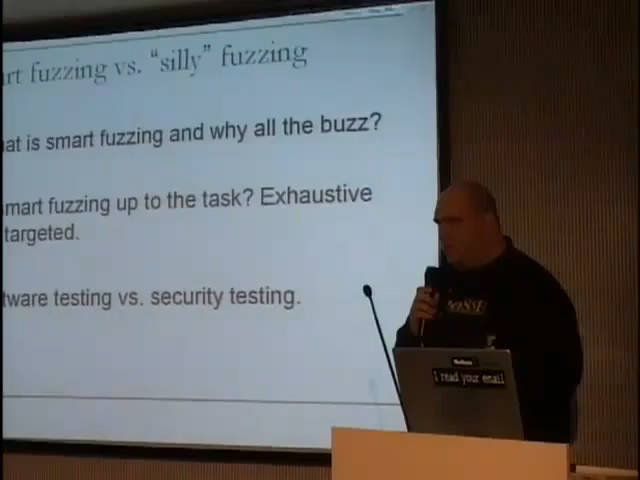 rt fuzzing vs. “silly” fuzzing
at is smart fuzzing and why all the buzz?
mart fuzzing up to the task? Exhaustive
targeted.
tware testing vs. security testing.
i read your email